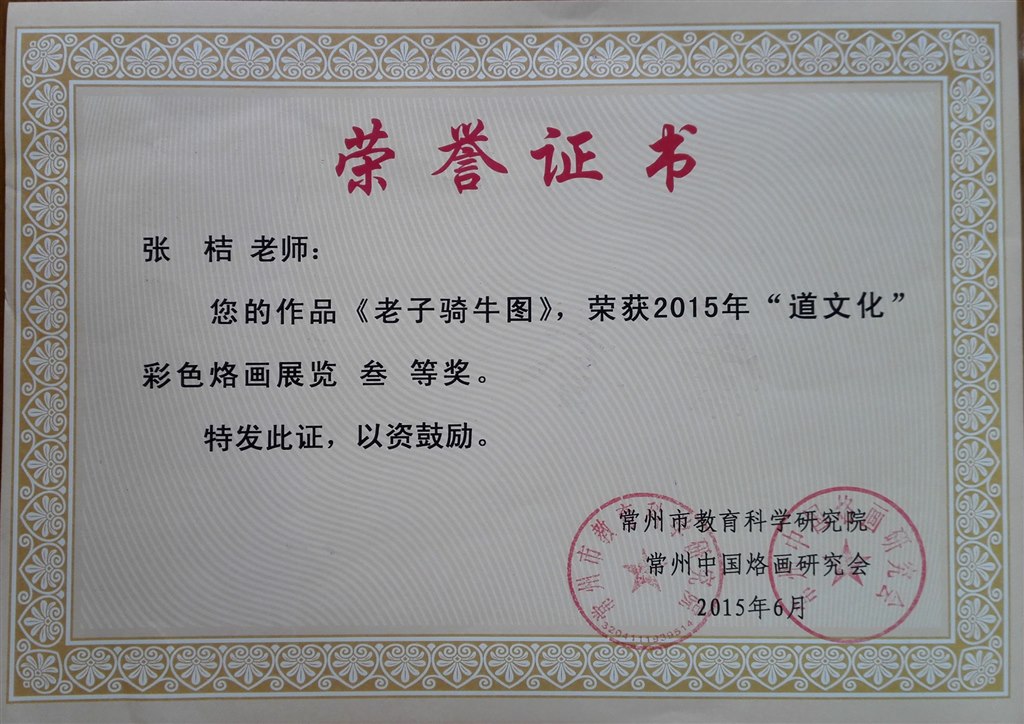 荣誉证书
张 桔 老师：
您的作品《老子骑牛图》，荣获2015年“道文化”
彩色烙画展览 叁 等奖。
特发此证，以资鼓励。
常州市教育科学研究院
常州中国烙画研究会
2015年6月